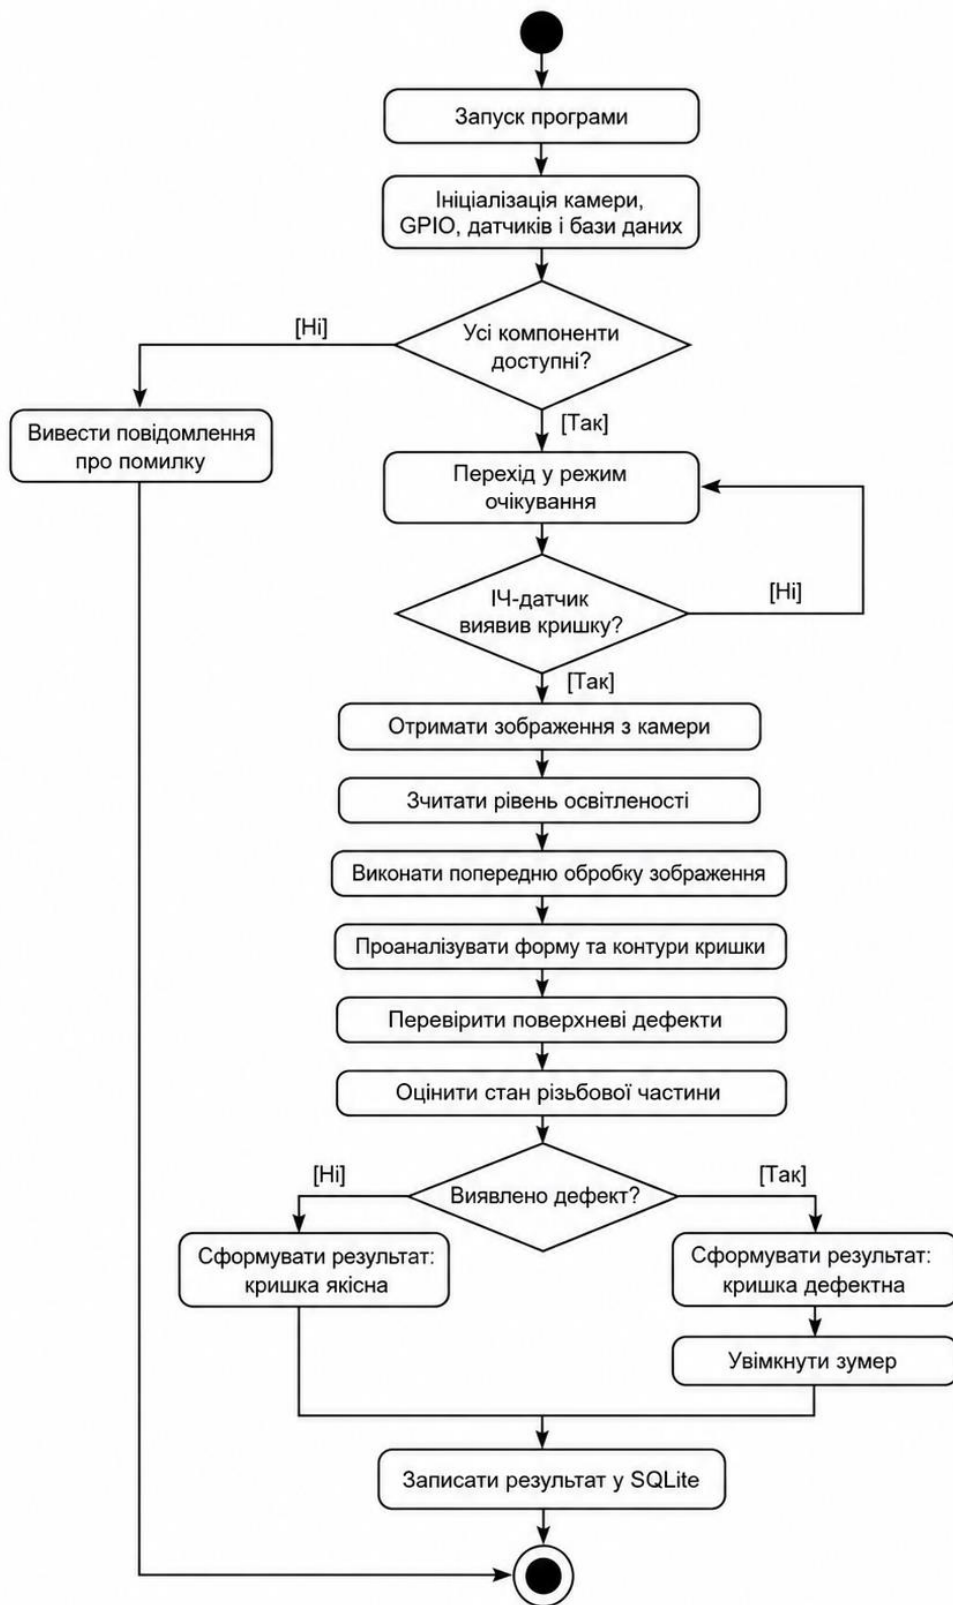 Запуск програми
Ініціалізація камери,
GPIO, датчиків і бази даних
Усі компоненти
доступні?
[Ні]
Вивести повідомлення
про помилку
[Так]
Перехід у режим
очікування
ІЧ-датчик
виявив кришку?
[Ні]
[Так]
Отримати зображення з камери
Зчитати рівень освітленості
Виконати попередню обробку зображення
Проаналізувати форму та контури кришки
Перевірити поверхневі дефекти
Оцінити стан різьбової частини
Виявлено дефект?
[Ні]
[Так]
Сформувати результат:
кришка якісна
Сформувати результат:
кришка дефектна
Увімкнути зумер
Записати результат у SQLite